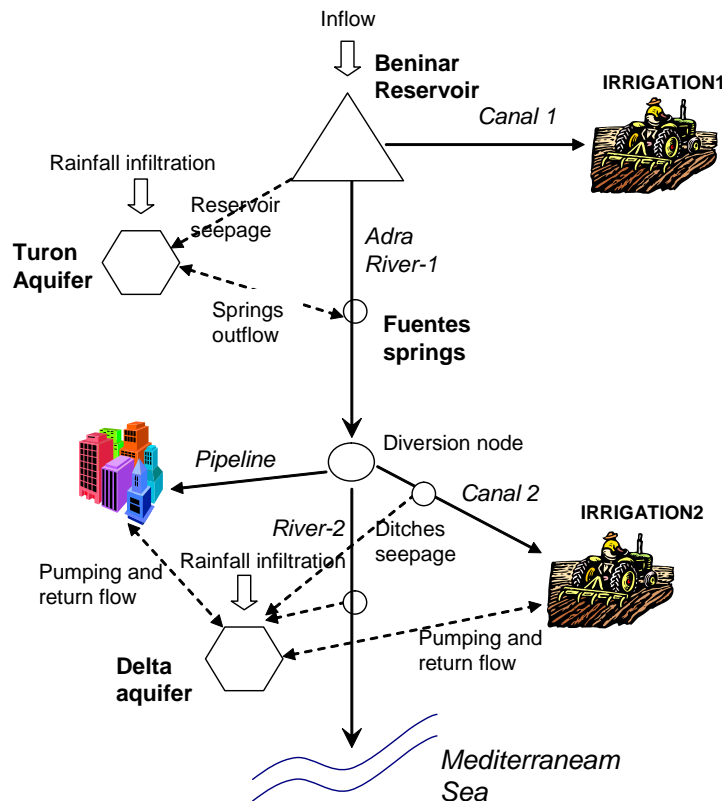 Inflow
Beninar
Reservoir
IRRIGATION1
Canal 1
Rainfall infiltration
Reservoir
seepage
Turon
Aquifer
Adra
River-1
Springs
outflow
Fuentes
springs
Diversion node
Pipeline
Canal 2
IRRIGATION2
River-2
Ditches
seepage
Rainfall infiltration
Pumping and
return flow
Pumping and
return flow
Delta
aquifer
Mediterraneam
Sea